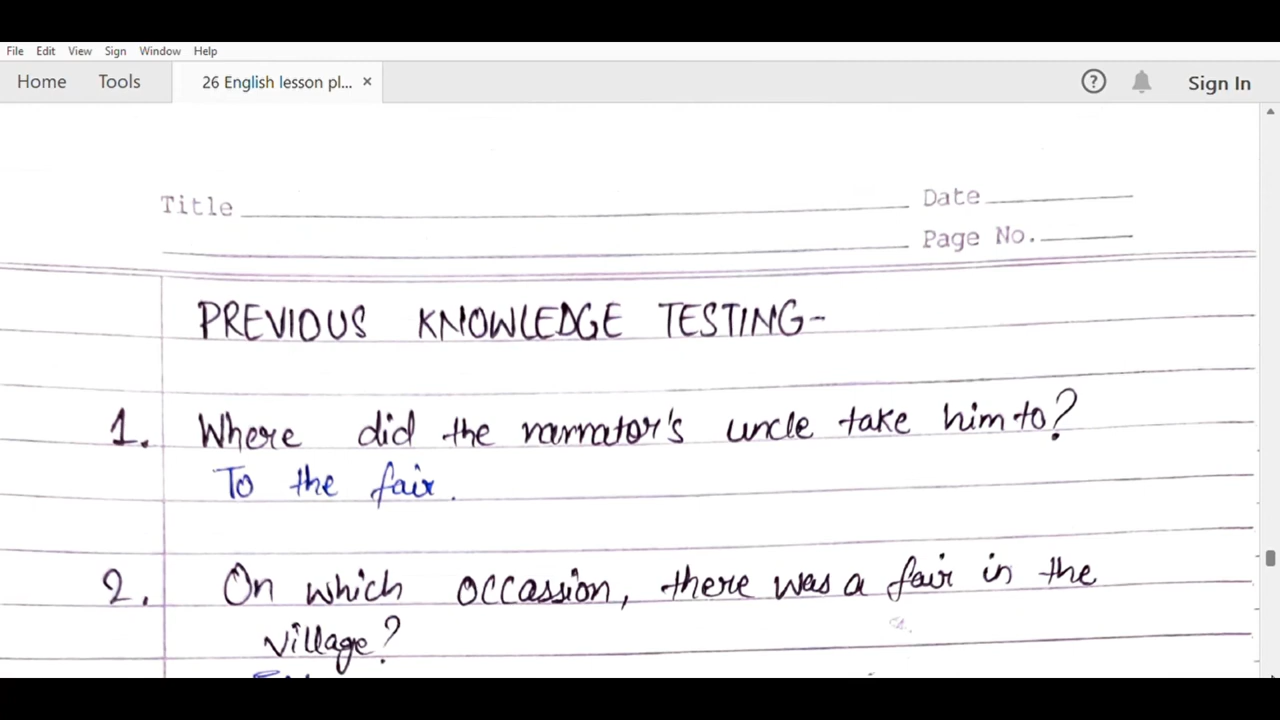 File Edit View Sign Window Help
Home Tools 26 English lesson pl... × ? Sign In
Title Date
Page No.
PREVIOUS KNOWLEDGE TESTING-
1. Where did the narrator's uncle take him to?
To the fair.
2. On which occassion, there was a fair in the
village?